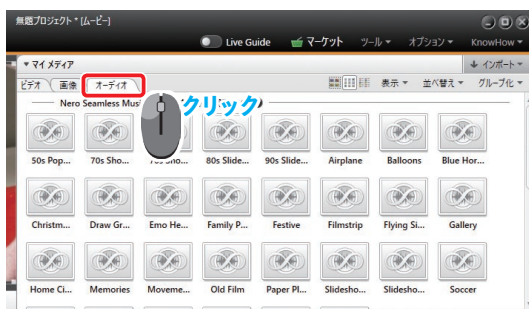 無題プロジェクト * [ムービー]
Live Guide マーケット ツール オプション KnowHow
マイ メディア インポート
ビデオ 画像 オーディオ 表示 並べ替え グループ化
クリック
Nero Seamless Mus
50s Pop... 70s Sho... 80s Slide... 90s Slide... Airplane Balloons Blue Hor...
Christm... Draw Gr... Emo He... Family P... Festive Filmstrip Flying Si... Gallery
Home Ci... Memories Moveme... Old Film Paper Pl... Slidesho... Slidesho... Soccer